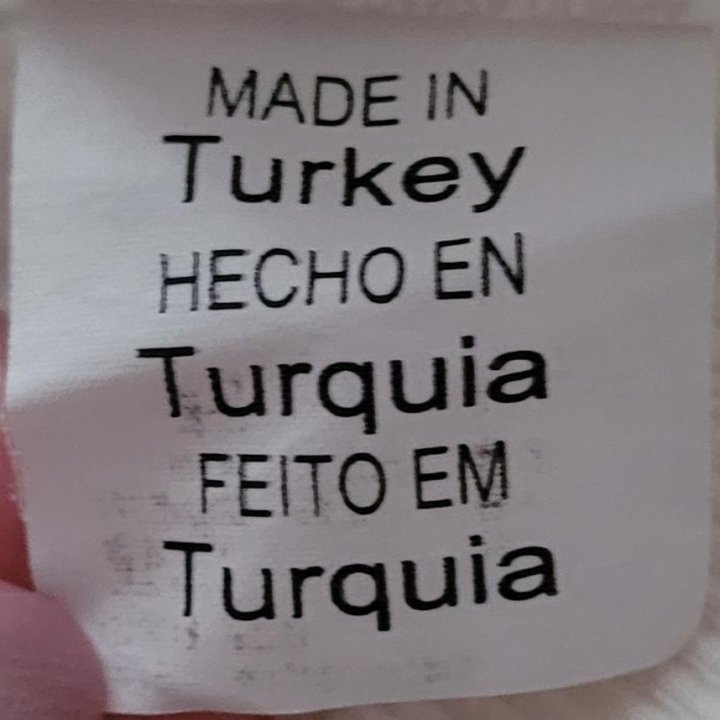 MADE IN
Turkey
HECHO EN
Turquia
FEITO EM
Turquia